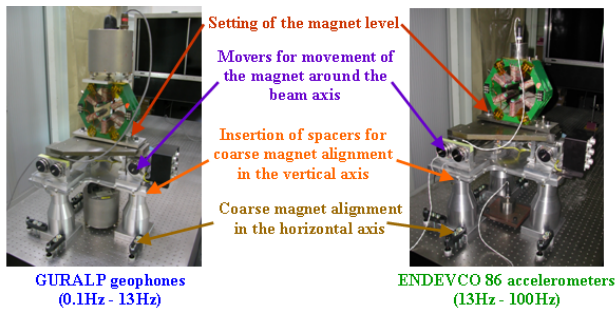 Setting of the magnet level
Movers for movement of
the magnet around the
beam axis
Insertion of spacers for
coarse magnet alignment
in the vertical axis
Coarse magnet alignment
in the horizontal axis
GURALP geophones
(0.1Hz - 13Hz)
ENDEVCO 86 accelerometers
(13Hz - 100Hz)